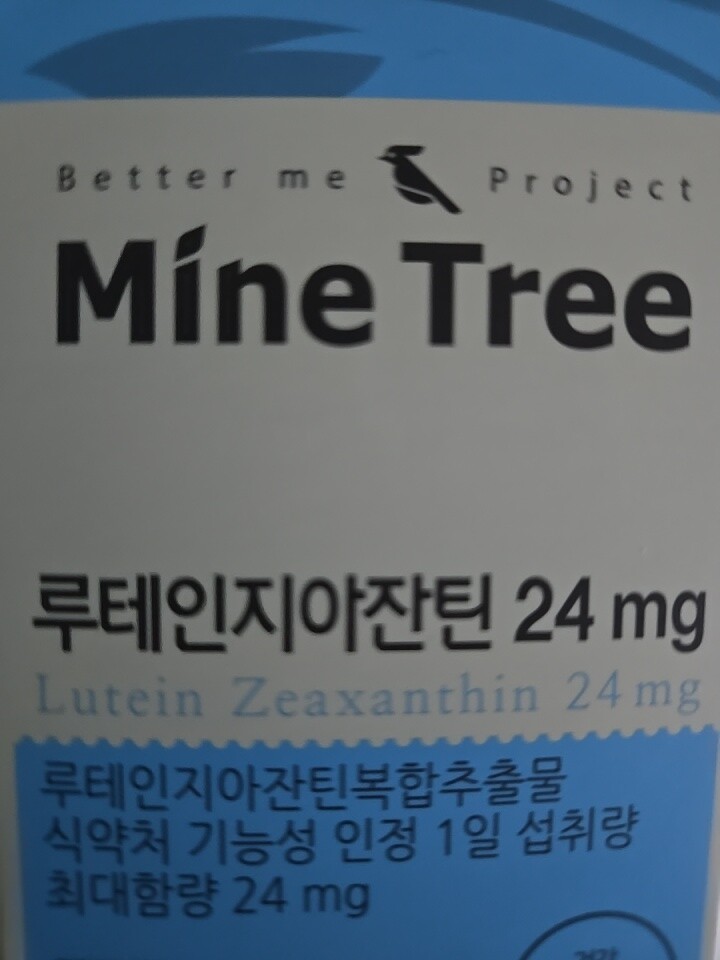 Better me Project
Mine Tree
루테인지아잔틴 24 mg
Lutein Zeaxanthin 24 mg
루테인지아잔틴복합추출물
식약처 기능성 인정 1일 섭취량
최대함량 24 mg